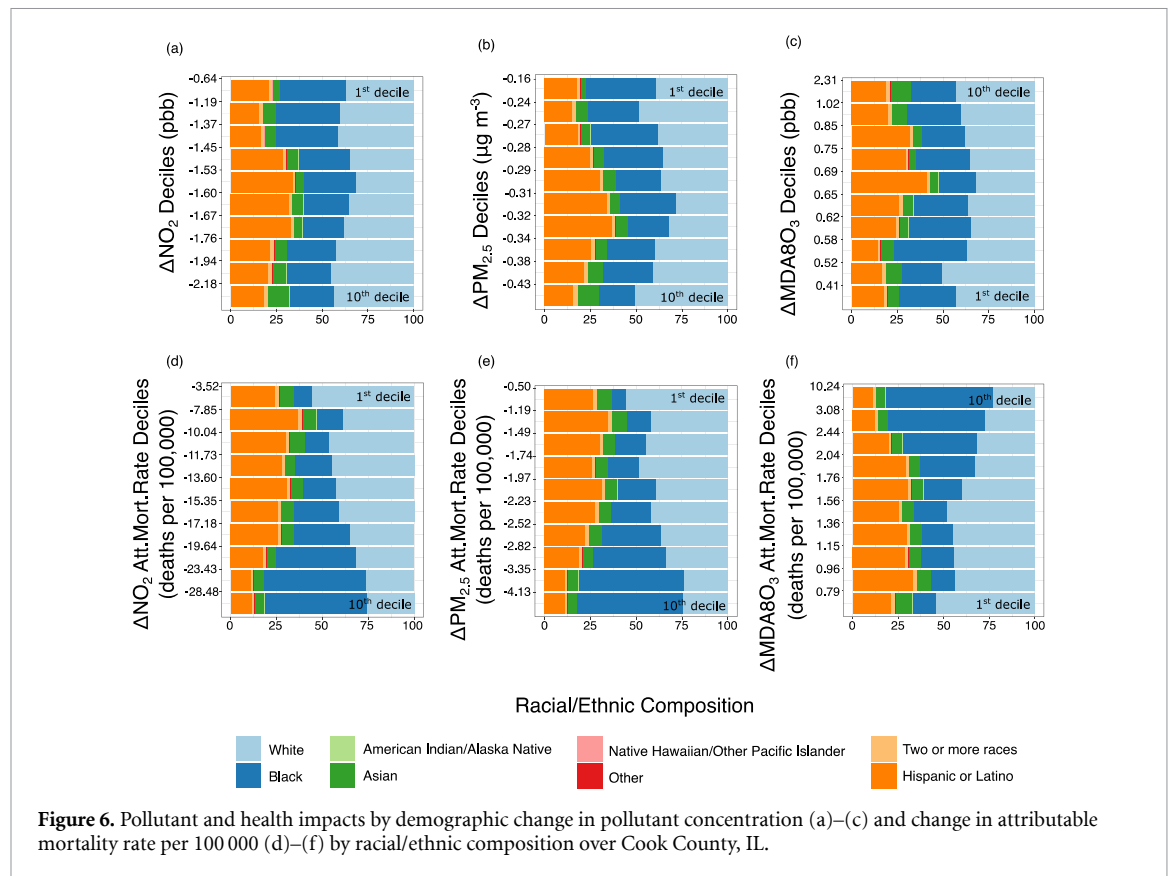 (a)
ΔNO₂ Deciles (pbb)
-0.64
-1.19
-1.37
-1.45
-1.53
-1.60
-1.67
-1.76
-1.94
-2.18
1st decile
10th decile
0 25 50 75 100
(b)
ΔPM₂.₅ Deciles (μg m⁻³)
-0.16
-0.24
-0.27
-0.28
-0.29
-0.31
-0.32
-0.34
-0.38
-0.43
1st decile
10th decile
0 25 50 75 100
(c)
ΔMDA8O₃ Deciles (pbb)
2.31
1.02
0.85
0.75
0.69
0.65
0.62
0.58
0.52
0.41
10th decile
1st decile
0 25 50 75 100
(d)
ΔNO₂ Att.Mort.Rate Deciles
(deaths per 100,000)
-3.52
-7.85
-10.04
-11.73
-13.60
-15.35
-17.18
-19.64
-23.43
-28.48
1st decile
10th decile
0 25 50 75 100
(e)
ΔPM₂.₅ Att.Mort.Rate Deciles
(deaths per 100,000)
-0.50
-1.19
-1.49
-1.74
-1.97
-2.23
-2.52
-2.82
-3.35
-4.13
1st decile
10th decile
0 25 50 75 100
(f)
ΔMDA8O₃ Att.Mort.Rate Deciles
(deaths per 100,000)
10,24
3.08
2.44
2.04
1.76
1.56
1.36
1.15
0.96
0.79
10th decile
1st decile
0 25 50 75 100
Racial/Ethnic Composition
White American Indian/Alaska Native Native Hawaiian/Other Pacific Islander Two or more races
Black Asian Other Hispanic or Latino
Figure 6. Pollutant and health impacts by demographic change in pollutant concentration (a)–(c) and change in attributable
mortality rate per 100 000 (d)–(f) by racial/ethnic composition over Cook County, IL.